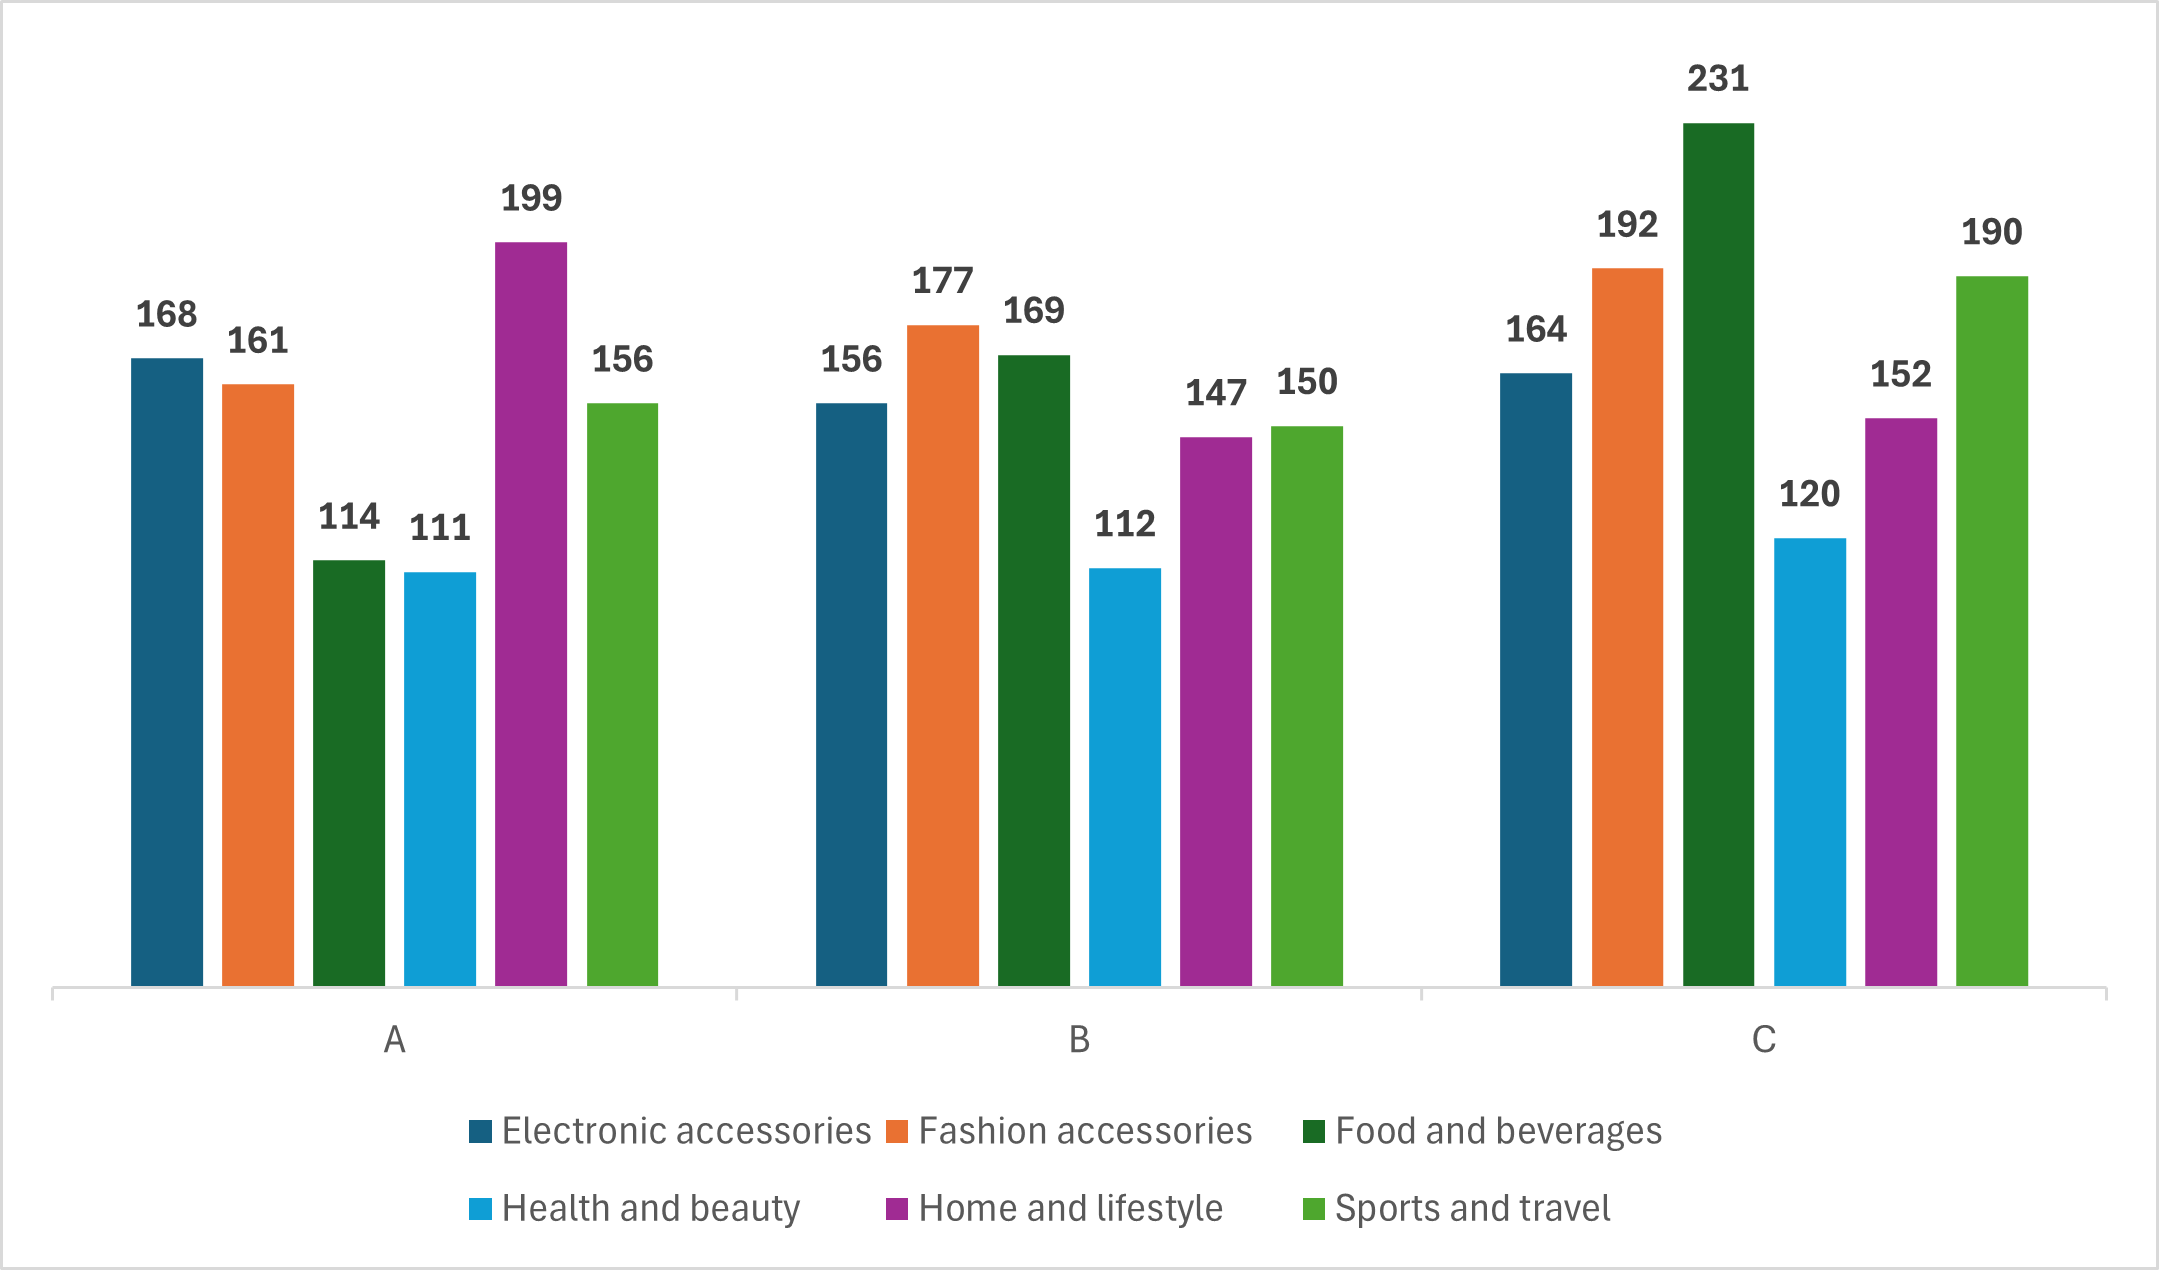 231
199
192
190
177
168
169
164
161
156
156
150
152
147
114
111
112
120
A
B
C
Electronic accessories
Fashion accessories
Food and beverages
Health and beauty
Home and lifestyle
Sports and travel